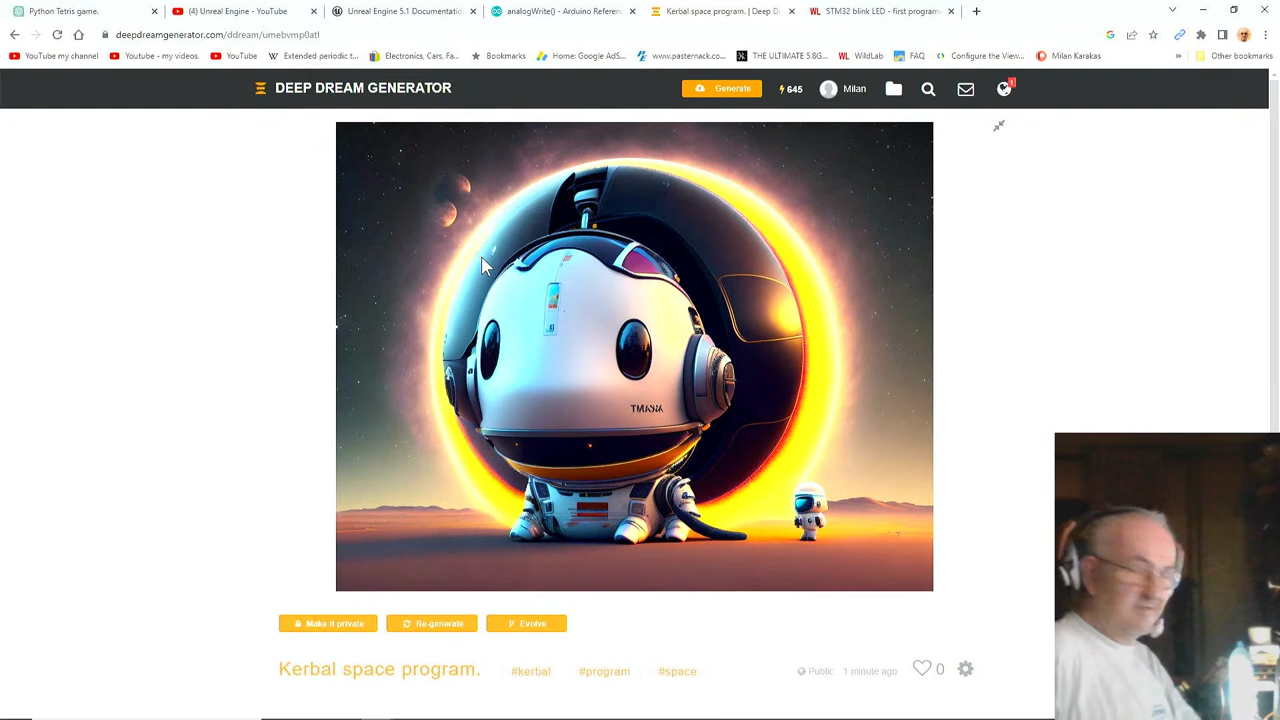 Python Tetris game.
(4) Unreal Engine - YouTube
Unreal Engine 5.1 Documentatio
analogWrite() - Arduino Referen
Kerbal space program. | Deep D
STM32 blink LED - first program
deepdreamgenerator.com/ddream/umebvmp0atl
YouTube my channel
Youtube - my videos.
YouTube
Extended periodic t...
Electronics, Cars, Fa...
Bookmarks
Home: Google AdS...
www.pasternack.co...
THE ULTIMATE 5.8G...
WildLab
FAQ
Configure the View...
Milan Karakas
»
Other bookmarks
DEEP DREAM GENERATOR
Generate
645
Milan
1
Make it private
Re-generate
Evolve
Kerbal space program.
#kerbal
#program
#space
Public
1 minute ago
0